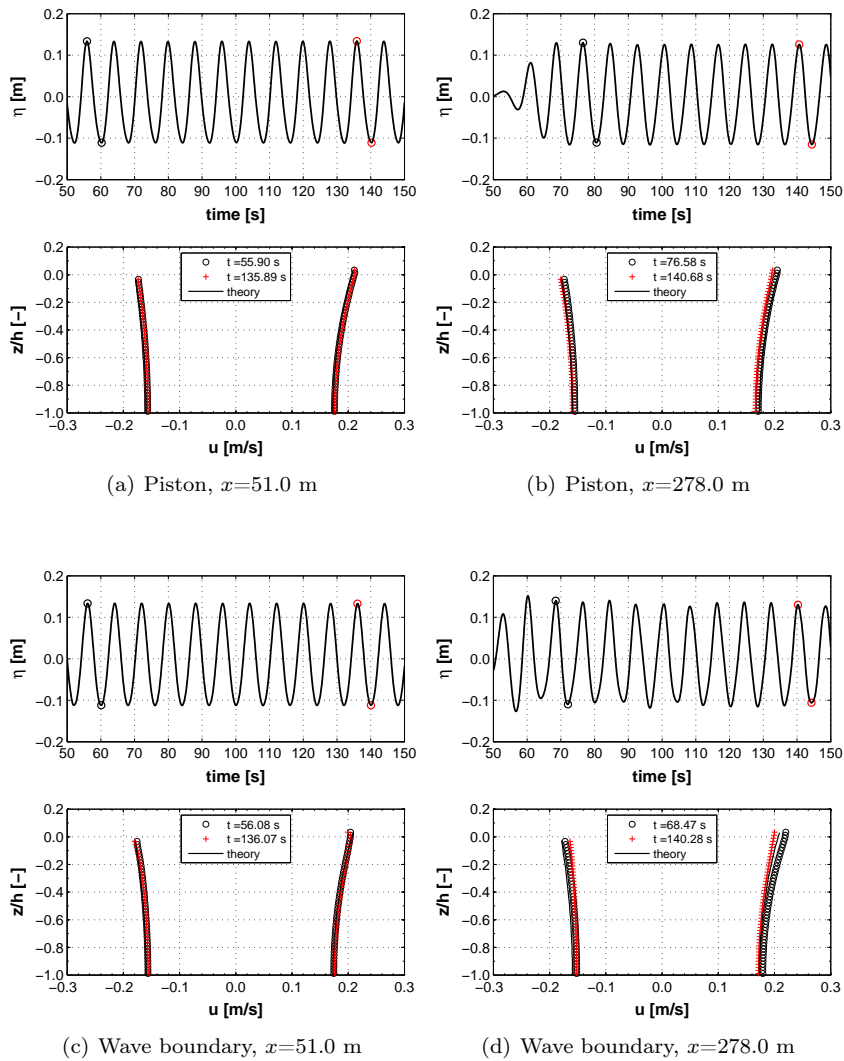 0.2
0.1
0.0
−0.1
−0.2
η [m]
50 60 70 80 90 100 110 120 130 140 150
time [s]
0.2
0.1
0.0
−0.1
−0.2
η [m]
50 60 70 80 90 100 110 120 130 140 150
time [s]
0.2
0.0
−0.2
−0.4
−0.6
−0.8
−1.0
z/h [−]
t =55.90 s
t =135.89 s
theory
−0.3 −0.2 −0.1 0.0 0.1 0.2 0.3
u [m/s]
0.2
0.0
−0.2
−0.4
−0.6
−0.8
−1.0
z/h [−]
t =76.58 s
t =140.68 s
theory
−0.3 −0.2 −0.1 0.0 0.1 0.2 0.3
u [m/s]
(a) Piston, x=51.0 m
(b) Piston, x=278.0 m
0.2
0.1
0.0
−0.1
−0.2
η [m]
50 60 70 80 90 100 110 120 130 140 150
time [s]
0.2
0.1
0.0
−0.1
−0.2
η [m]
50 60 70 80 90 100 110 120 130 140 150
time [s]
0.2
0.0
−0.2
−0.4
−0.6
−0.8
−1.0
z/h [−]
t =56.08 s
t =136.07 s
theory
−0.3 −0.2 −0.1 0.0 0.1 0.2 0.3
u [m/s]
0.2
0.0
−0.2
−0.4
−0.6
−0.8
−1.0
z/h [−]
t =68.47 s
t =140.28 s
theory
−0.3 −0.2 −0.1 0.0 0.1 0.2 0.3
u [m/s]
(c) Wave boundary, x=51.0 m
(d) Wave boundary, x=278.0 m